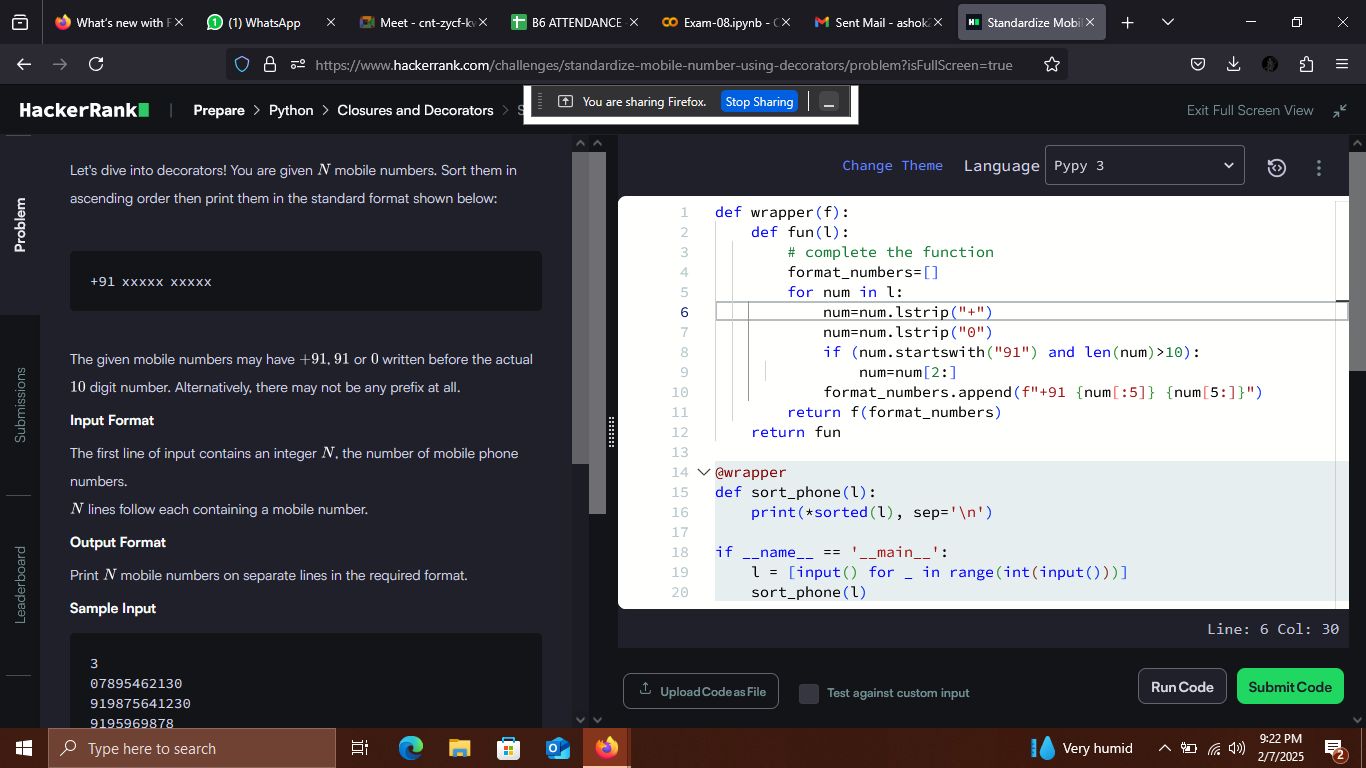 What's new with F
(1) WhatsApp
Meet - cnt-zycf-kv
B6 ATTENDANCE
Exam-08.ipynb - C
Sent Mail - ashok
Standardize Mobil
https://www.hackerrank.com/challenges/standardize-mobile-number-using-decorators/problem?isFullScreen=true
You are sharing Firefox.
Stop Sharing
HackerRank
Prepare > Python > Closures and Decorators >
Exit Full Screen View
Problem
Submissions
Leaderboard
Let's dive into decorators! You are given N mobile numbers. Sort them in
ascending order then print them in the standard format shown below:
+91 xxxxx xxxxx
The given mobile numbers may have +91, 91 or 0 written before the actual
10 digit number. Alternatively, there may not be any prefix at all.
Input Format
The first line of input contains an integer N, the number of mobile phone
numbers.
N lines follow each containing a mobile number.
Output Format
Print N mobile numbers on separate lines in the required format.
Sample Input
3
07895462130
919875641230
9195969878
Change Theme
Language
Pypy 3
1 def wrapper(f):
2     def fun(l):
3         # complete the function
4         format_numbers=[]
5         for num in l:
6             num=num.lstrip("+")
7             num=num.lstrip("0")
8             if (num.startswith("91") and len(num)>10):
9                 num=num[2:]
10             format_numbers.append(f"+91 {num[:5]} {num[5:]}")
11         return f(format_numbers)
12     return fun
13
14 @wrapper
15 def sort_phone(l):
16     print(*sorted(l), sep='\n')
17
18 if __name__ == '__main__':
19     l = [input() for _ in range(int(input()))]
20     sort_phone(l)
Line: 6 Col: 30
Upload Code as File
Test against custom input
Run Code
Submit Code
Type here to search
Very humid
9:22 PM
2/7/2025
2